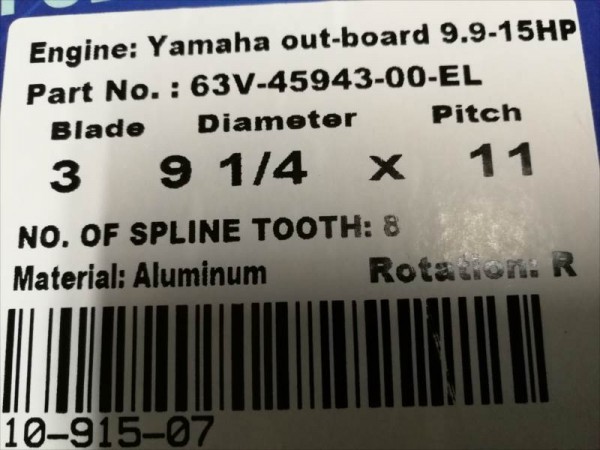 Engine: Yamaha out-board 9.9-15HP
Part No. : 63V-45943-00-EL
Blade Diameter Pitch
3 9 1/4 x 11
NO. OF SPLINE TOOTH: 8
Material: Aluminum Rotation: R
10-915-07